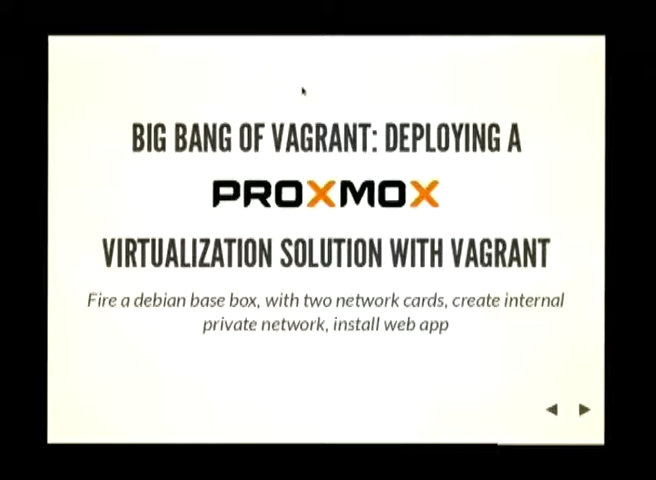 BIG BANG OF VAGRANT: DEPLOYING A
PROXMOX
VIRTUALIZATION SOLUTION WITH VAGRANT
Fire a debian base box, with two network cards, create internal
private network, install web app